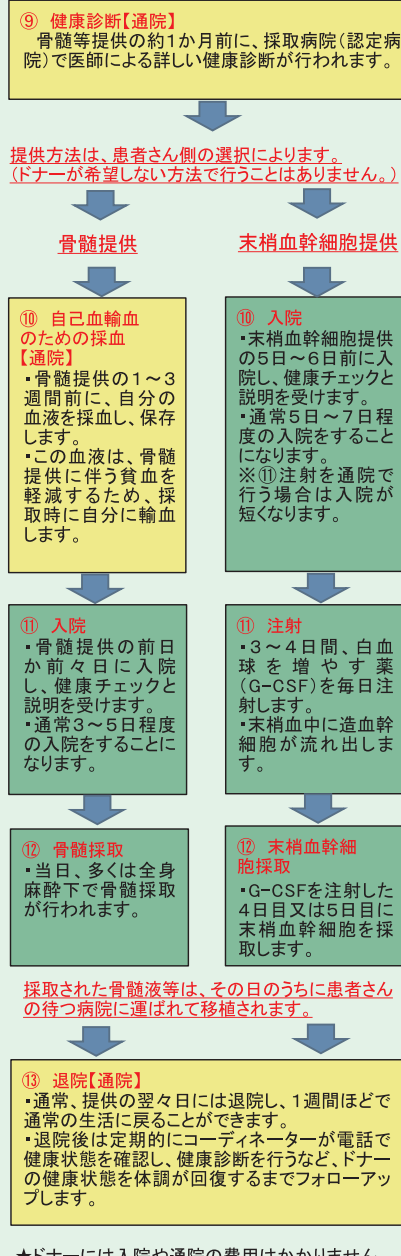 ⑨ 健康診断【通院】
骨髄等提供の約1か月前に、採取病院(認定病
院)で医師による詳しい健康診断が行われます。
提供方法は、患者さん側の選択によります。
(ドナーが希望しない方法で行うことはありません。)
骨髄提供
⑩ 自己血輸血
のための採血
【通院】
・骨髄提供の1～3
週間前に、自分の
血液を採血し、保存
します。
・この血液は、骨髄
提供に伴う貧血を
軽減するため、採
取時に自分に輸血
します。
⑪ 入院
・骨髄提供の前日
か前々日に入院
し、健康チェックと
説明を受けます。
・通常3～5日程度
の入院をすることに
なります。
⑫ 骨髄採取
・当日、多くは全身
麻酔下で骨髄採取
が行われます。
末梢血幹細胞提供
⑩ 入院
・末梢血幹細胞提供
の5日～6日前に入
院し、健康チェックと
説明を受けます。
・通常5日～7日程
度の入院をすること
になります。
※⑪注射を通院で
行う場合は入院が
短くなります。
⑪ 注射
・3～4日間、白血
球を増やす薬
(G-CSF)を毎日注
射します。
・末梢血中に造血幹
細胞が流れ出しま
す。
⑫ 末梢血幹細
胞採取
・G-CSFを注射した
4日目又は5日目に
末梢血幹細胞を採
取します。
採取された骨髄液等は、その日のうちに患者さん
の待つ病院に運ばれて移植されます。
⑬ 退院【通院】
・通常、提供の翌々日には退院し、1週間ほどで
通常の生活に戻ることができます。
・退院後は定期的にコーディネーターが電話で
健康状態を確認し、健康診断を行うなど、ドナー
の健康状態を体調が回復するまでフォローアッ
プします。
★ドナーには入院や通院の費用はかかりません